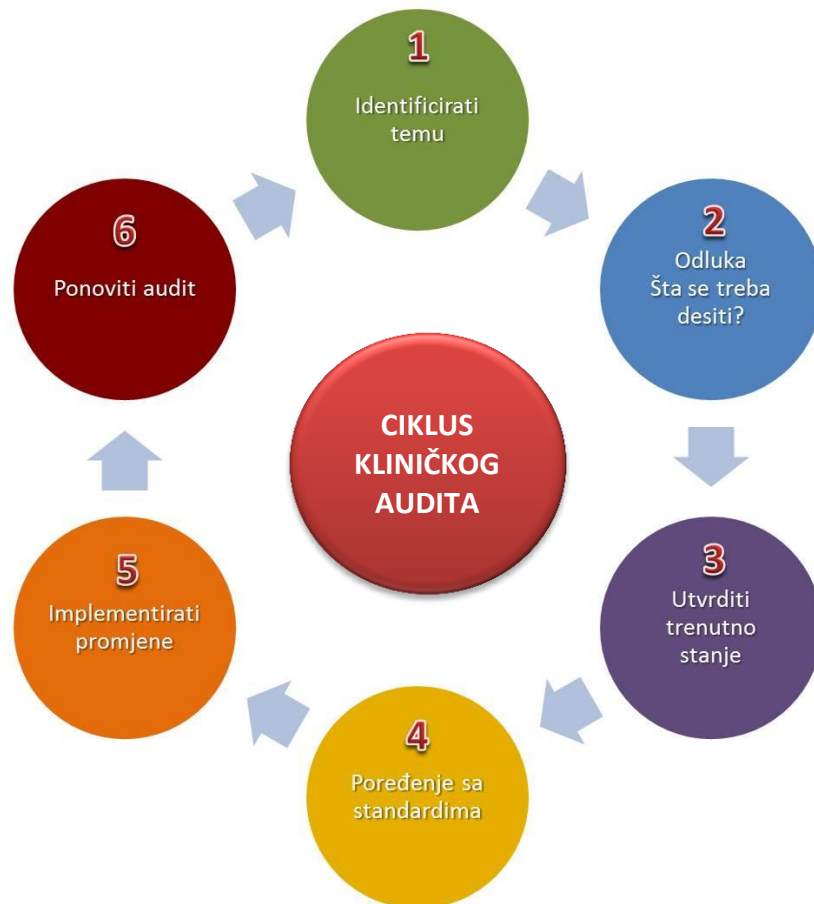 1
Identificirati
temu
2
Odluka
Šta se treba
desiti?
3
Utvrditi
trenutno
stanje
4
Poređenje sa
standardima
5
Implementirati
promjene
6
Ponoviti audit
CIKLUS
KLINIČKOG
AUDITA